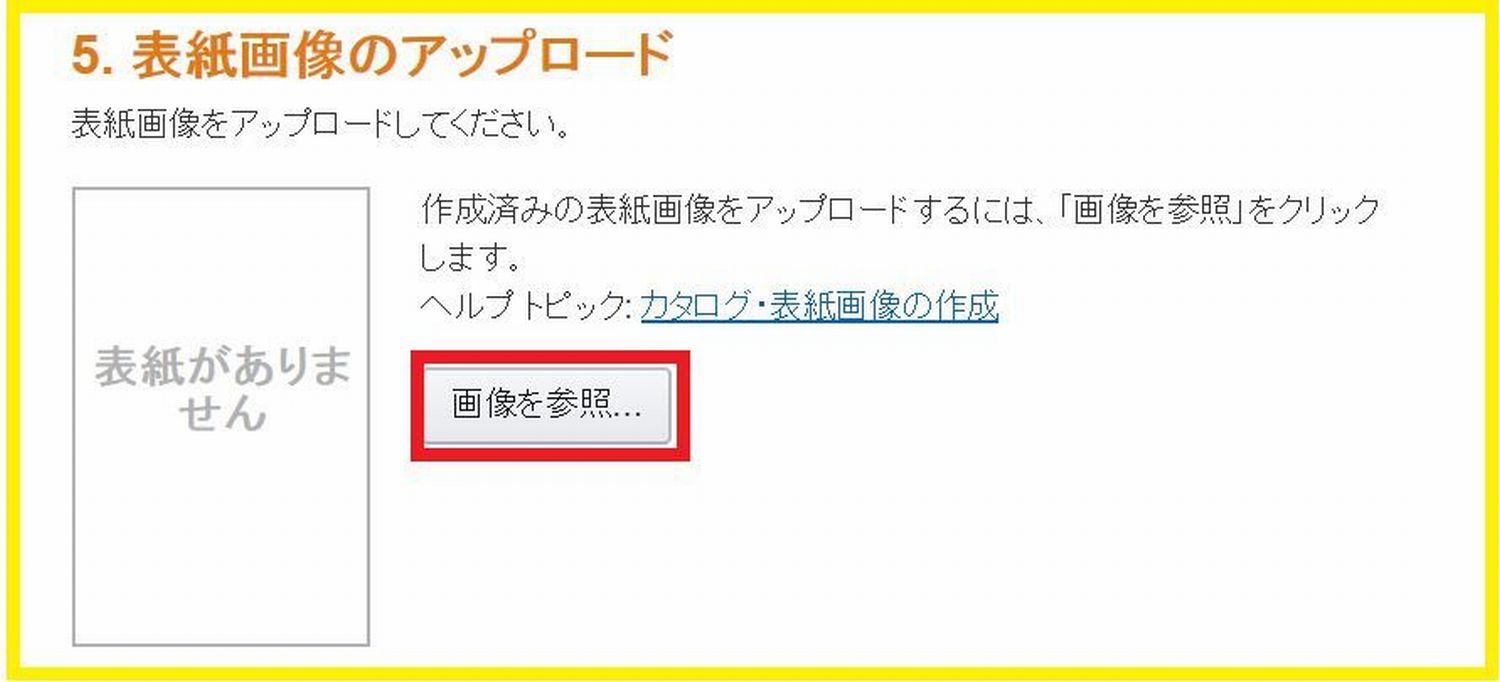 5. 表紙画像のアップロード
表紙画像をアップロードしてください。
作成済みの表紙画像をアップロードするには、「画像を参照」をクリック
します。
ヘルプ トピック: カタログ・表紙画像の作成
表紙がありま
せん
画像を参照...